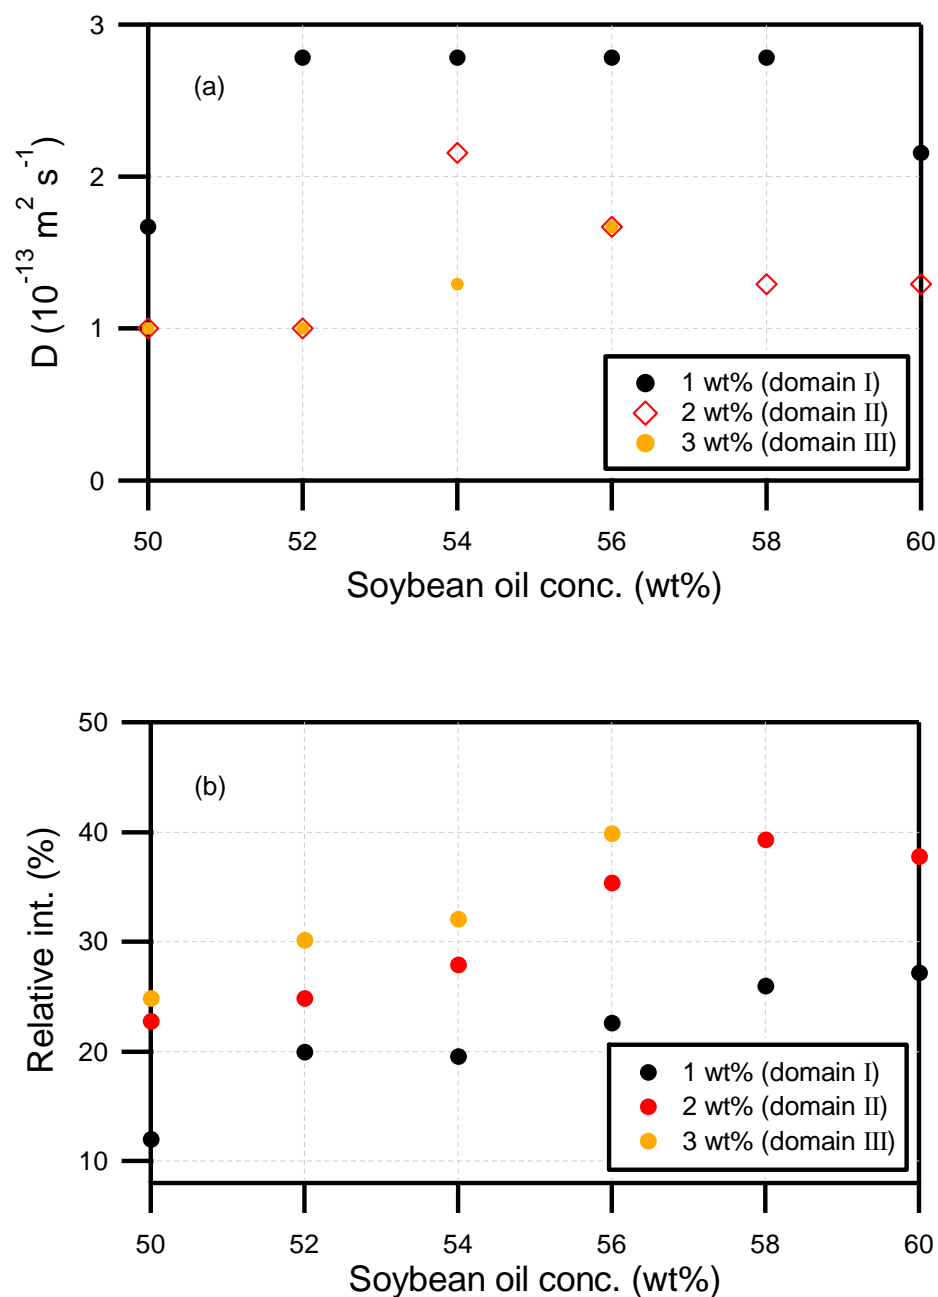 3
(a)
2
D (10⁻¹³ m² s⁻¹)
1
1 wt% (domain I)
2 wt% (domain II)
3 wt% (domain III)
0
50 52 54 56 58 60
Soybean oil conc. (wt%)
50
(b)
40
Relative int. (%)
30
20
1 wt% (domain I)
2 wt% (domain II)
3 wt% (domain III)
10
50 52 54 56 58 60
Soybean oil conc. (wt%)